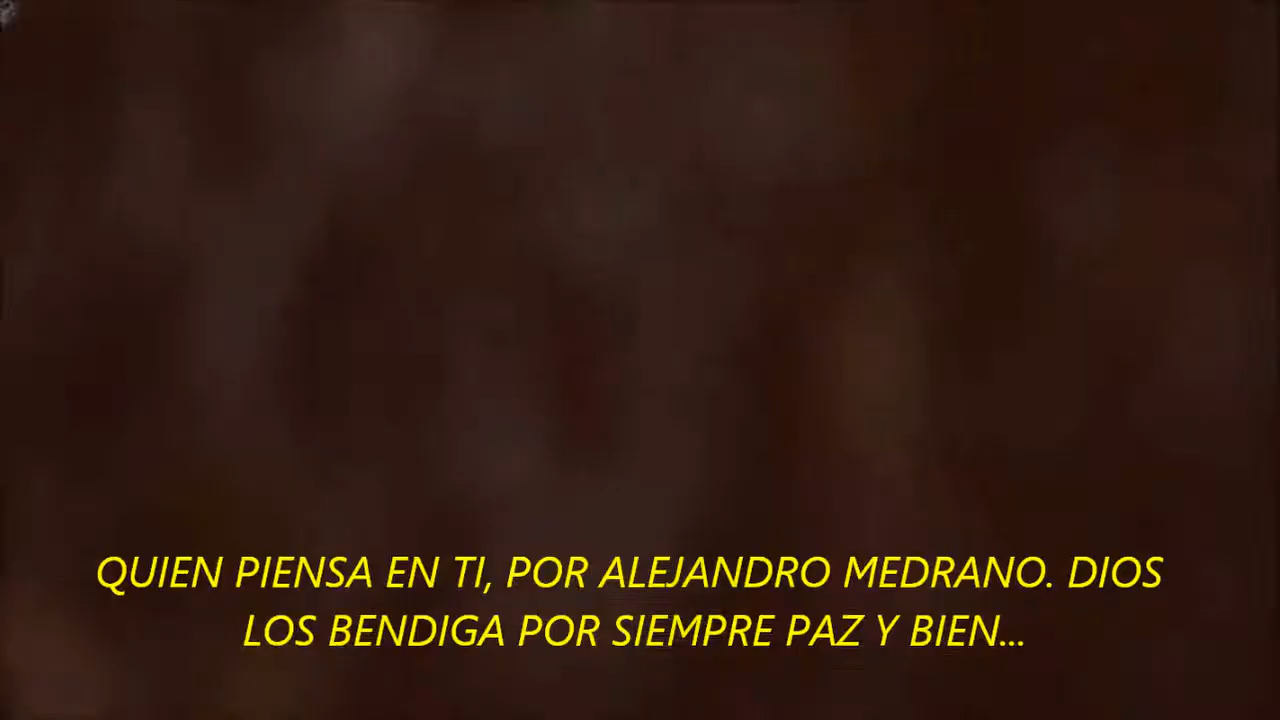 QUIEN PIENSA EN TI, POR ALEJANDRO MEDRANO. DIOS
LOS BENDIGA POR SIEMPRE PAZ Y BIEN...